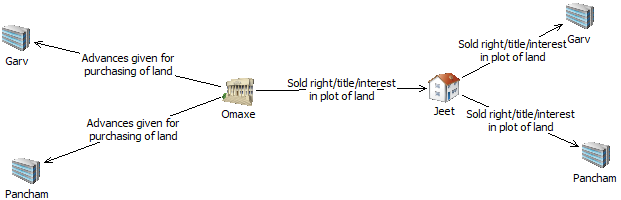 Garv
Advances given for
purchasing of land
Advances given for
purchasing of land
Pancham
Omaxe
Sold right/title/interest
in plot of land
Jeet
Sold right/title/interest
in plot of land
Garv
Sold right/title/interest
in plot of land
Pancham